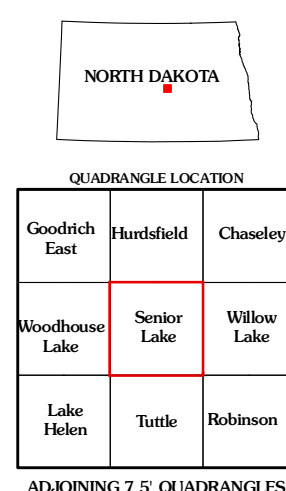 NORTH DAKOTA
QUADRANGLE LOCATION
Goodrich
East
Hurdsfield
Chaseley
Woodhouse
Lake
Senior
Lake
Willow
Lake
Lake
Helen
Tuttle
Robinson
ADJOINING 7.5' QUADRANGLES